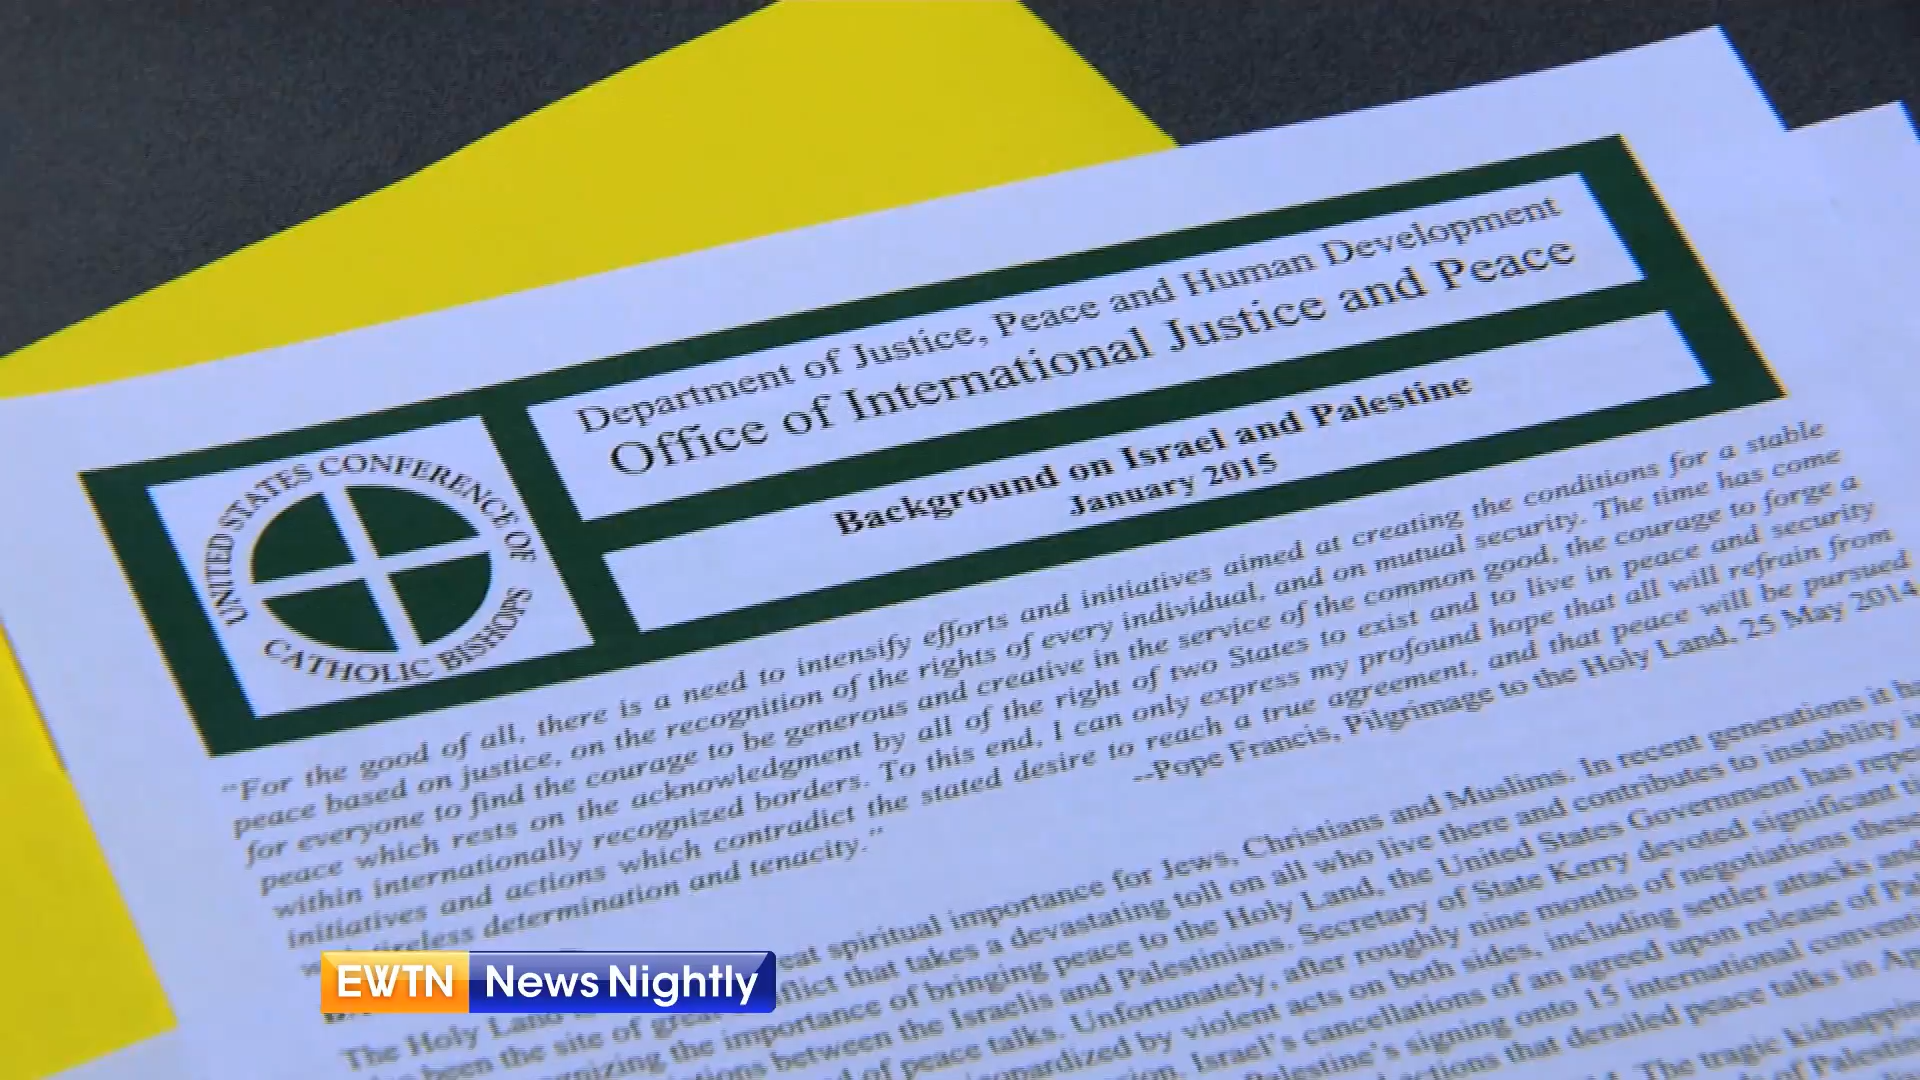 UNITED STATES CONFERENCE OF
CATHOLIC BISHOPS
Department of Justice, Peace and Human Development
Office of International Justice and Peace
Background on Israel and Palestine
January 2015
"For the good of all, there is a need to intensify efforts and initiatives aimed at creating the conditions for a stable
peace based on justice, on the recognition of the rights of every individual, and on mutual security. The time has come
for everyone to find the courage to be generous and creative in the service of the common good, the courage to forge a
peace which rests on the acknowledgment by all of the right of two States to exist and to live in peace and security
within internationally recognized borders. To this end, I can only express my profound hope that all will refrain from
initiatives and actions which contradict the stated desire to reach a true agreement, and that peace will be pursued
tireless determination and tenacity."
--Pope Francis, Pilgrimage to the Holy Land, 25 May 2014
The Holy Land spiritual importance for Jews, Christians and Muslims. In recent generations it
been the site of that takes a devastating toll on all who live there and contributes to instability
the importance of bringing peace to the Holy Land, the United States Government has
between the Israelis and Palestinians. Secretary of State Kerry devoted significant
of peace talks. Unfortunately, after roughly nine months of negotiations these
by violent acts on both sides, including settler attacks and
Israel's cancellations of an agreed upon release of
Palestine's signing onto 15 international
actions that derailed peace talks in
The tragic
of
EWTN News Nightly